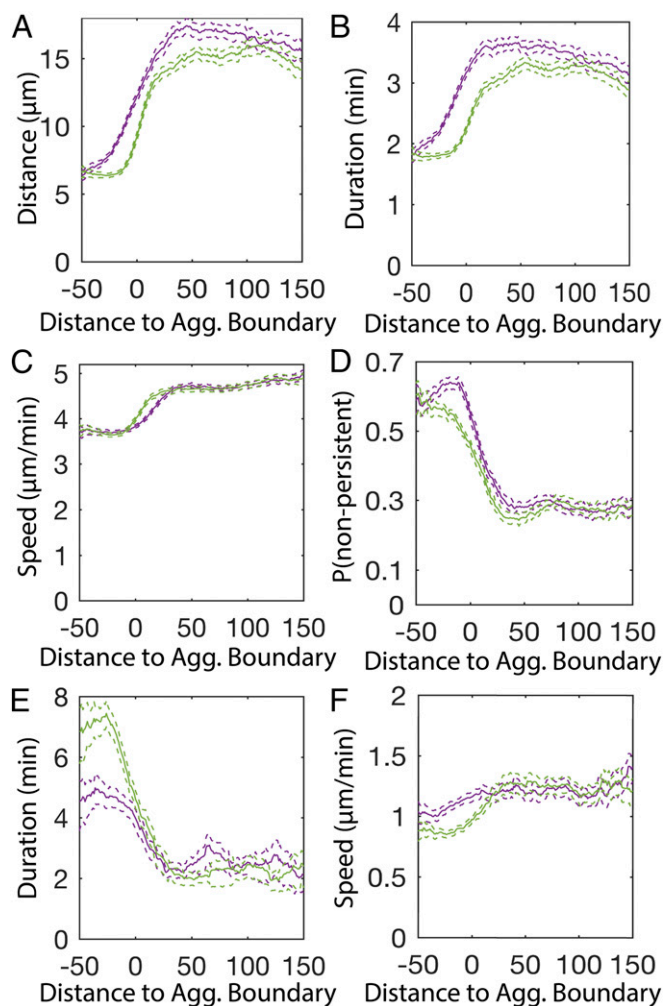 A
B
Distance (µm)
15
10
5
0
-50 0 50 100 150
Distance to Agg. Boundary
Duration (min)
4
3
2
1
0
-50 0 50 100 150
Distance to Agg. Boundary
C
D
Speed (µm/min)
5
4
3
2
1
0
-50 0 50 100 150
Distance to Agg. Boundary
P(non-persistent)
0.7
0.5
0.3
0.1
0
-50 0 50 100 150
Distance to Agg. Boundary
E
F
Duration (min)
8
6
4
2
0
-50 0 50 100 150
Distance to Agg. Boundary
Speed (µm/min)
2
1.5
1
0.5
0
-50 0 50 100 150
Distance to Agg. Boundary